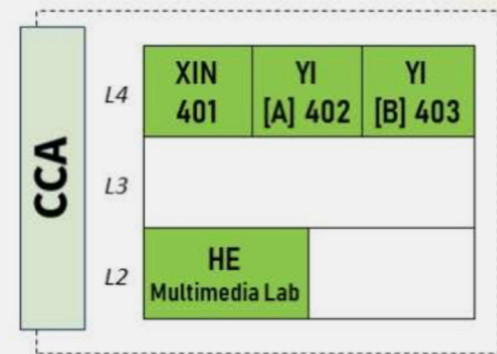 CCA
L4
XIN
401
YI
[A] 402
YI
[B] 403
L3
L2
HE
Multimedia Lab